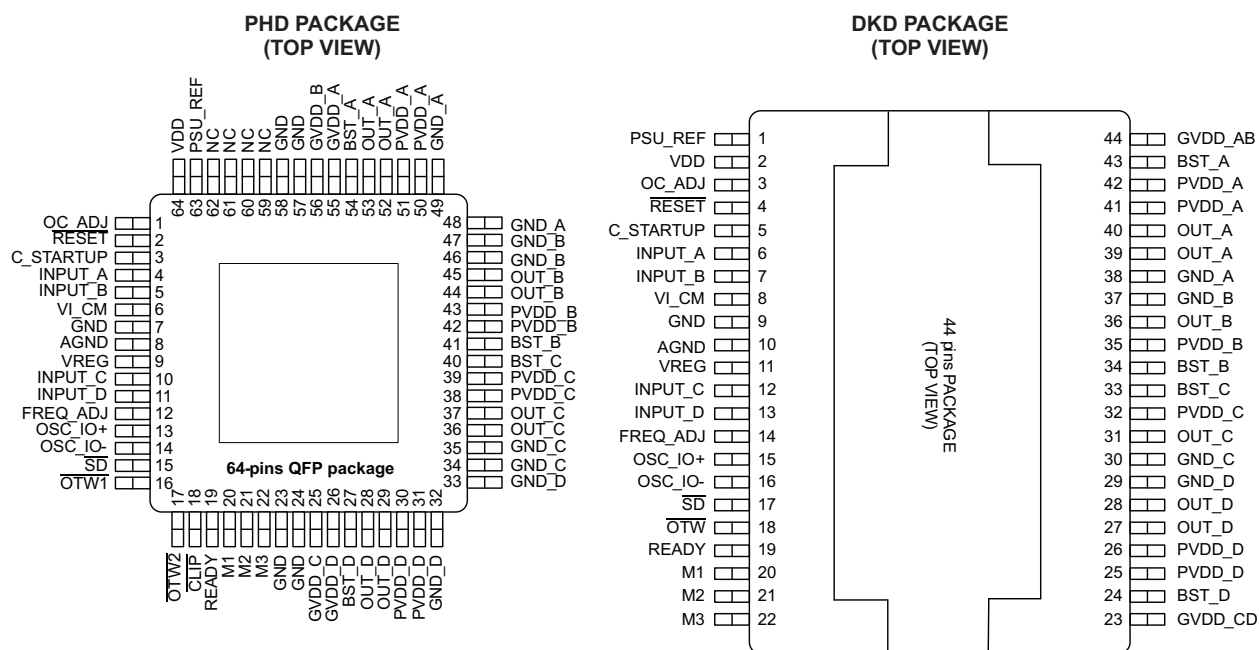 PHD PACKAGE
(TOP VIEW)
VDD
PSU_REF
NC
NC
NC
NC
GND
GND
GVDD_B
GVDD_A
BST_A
OUT_A
OUT_A
PVDD_A
PVDD_A
GND_A
64
63
62
61
60
59
58
57
56
55
54
53
52
51
50
49
OC_ADJ 1
RESET 2
C_STARTUP 3
INPUT_A 4
INPUT_B 5
VI_CM 6
GND 7
AGND 8
VREG 9
INPUT_C 10
INPUT_D 11
FREQ_ADJ 12
OSC_IO+ 13
OSC_IO- 14
SD 15
OTW1 16
48 GND_A
47 GND_B
46 GND_B
45 OUT_B
44 OUT_B
43 PVDD_B
42 PVDD_B
41 BST_B
40 BST_C
39 PVDD_C
38 PVDD_C
37 OUT_C
36 OUT_C
35 GND_C
34 GND_C
33 GND_D
64-pins QFP package
17
18
19
20
21
22
23
24
25
26
27
28
29
30
31
32
OTW2
CLIP
READY
M1
M2
M3
GND
GND
GVDD_C
GVDD_D
BST_D
OUT_D
OUT_D
PVDD_D
PVDD_D
GND_D
DKD PACKAGE
(TOP VIEW)
PSU_REF 1
VDD 2
OC_ADJ 3
RESET 4
C_STARTUP 5
INPUT_A 6
INPUT_B 7
VI_CM 8
GND 9
AGND 10
VREG 11
INPUT_C 12
INPUT_D 13
FREQ_ADJ 14
OSC_IO+ 15
OSC_IO- 16
SD 17
OTW 18
READY 19
M1 20
M2 21
M3 22
44 pins PACKAGE
(TOP VIEW)
44 GVDD_AB
43 BST_A
42 PVDD_A
41 PVDD_A
40 OUT_A
39 OUT_A
38 GND_A
37 GND_B
36 OUT_B
35 PVDD_B
34 BST_B
33 BST_C
32 PVDD_C
31 OUT_C
30 GND_C
29 GND_D
28 OUT_D
27 OUT_D
26 PVDD_D
25 PVDD_D
24 BST_D
23 GVDD_CD